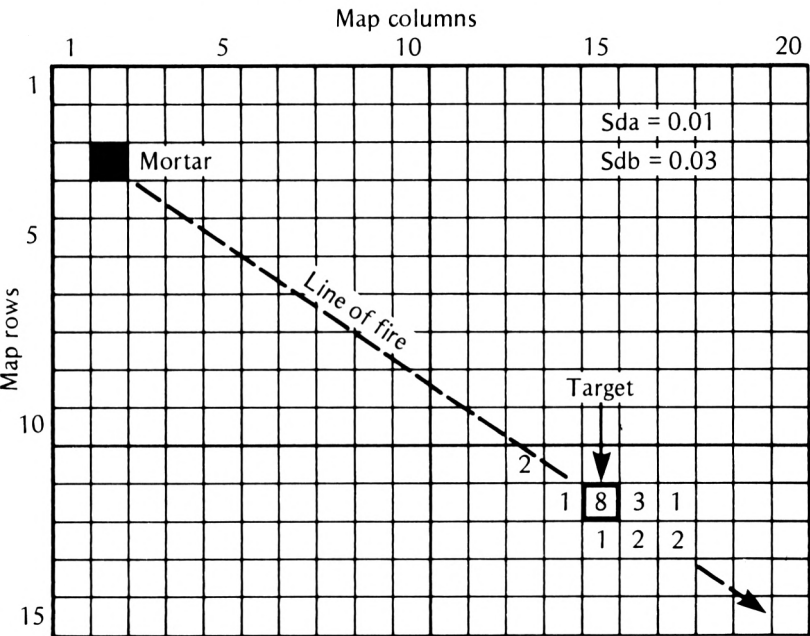 Map columns
1 5 10 15 20
1
Sda = 0.01
Mortar
Sdb = 0.03
5
Line of fire
Map rows
Target
10
2
1 8 3 1
1 2 2
15